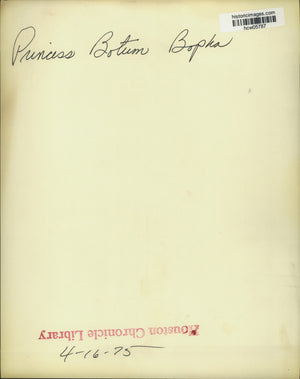 historicimages.com
hcw05787
Princess Botum Bopha
Houston Chronicle Library
4-16-75